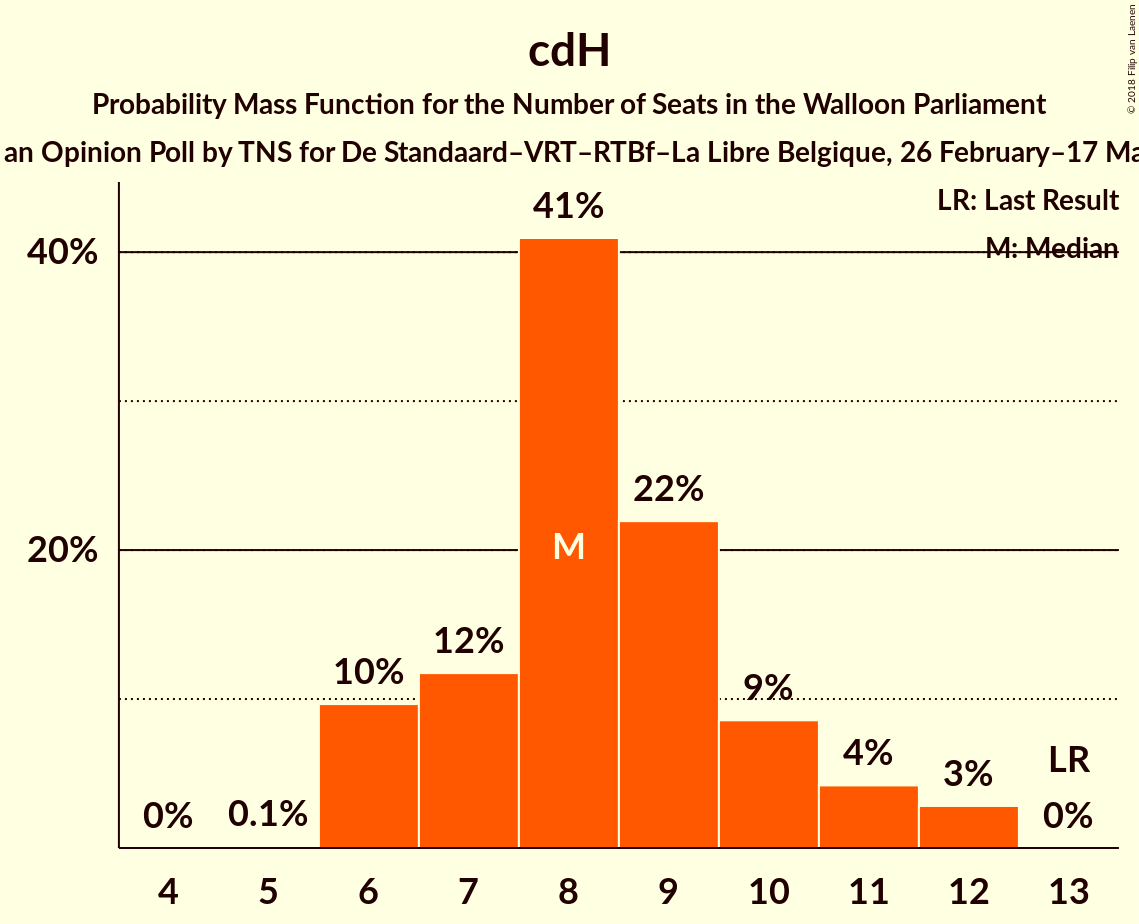 cdH
Probability Mass Function for the Number of Seats in the Walloon Parliament
an Opinion Poll by TNS for De Standaard–VRT–RTBf–La Libre Belgique, 26 February–17 Ma
© 2018 Filip van Laenen
LR: Last Result
M: Median
40%
20%
0%
0.1%
10%
12%
41%
M
22%
9%
4%
3%
LR
0%
4 5 6 7 8 9 10 11 12 13